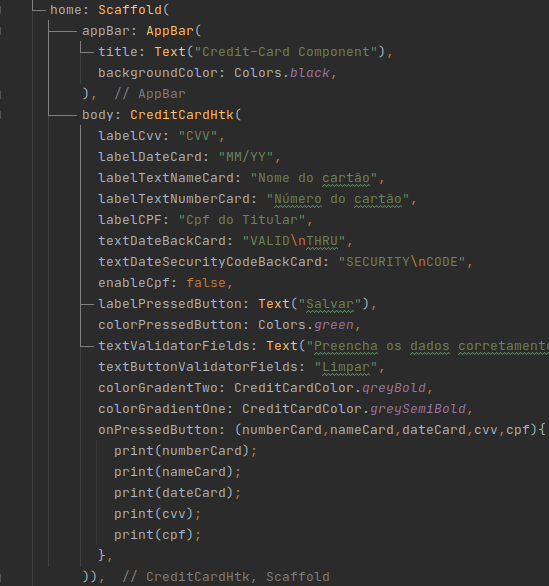 home: Scaffold(
appBar: AppBar(
title: Text("Credit-Card Component"),
backgroundColor: Colors.black,
), // AppBar
body: CreditCardHtk(
labelCvv: "CVV",
labelDateCard: "MM/YY",
labelTextNameCard: "Nome do cartão",
labelTextNumberCard: "Número do cartão",
labelCPF: "Cpf do Titular",
textDateBackCard: "VALID\nTHRU",
textDateSecurityCodeBackCard: "SECURITY\nCODE",
enableCpf: false,
labelPressedButton: Text("Salvar"),
colorPressedButton: Colors.green,
textValidatorFields: Text("Preencha os dados corretamente
textButtonValidatorFields: "Limpar",
colorGradentTwo: CreditCardColor.qreyBold,
colorGradientOne: CreditCardColor.greySemiBold,
onPressedButton: (numberCard,nameCard,dateCard,cvv,cpf){
print(numberCard);
print(nameCard);
print(dateCard);
print(cvv);
print(cpf);
},
)), // CreditCardHtk, Scaffold